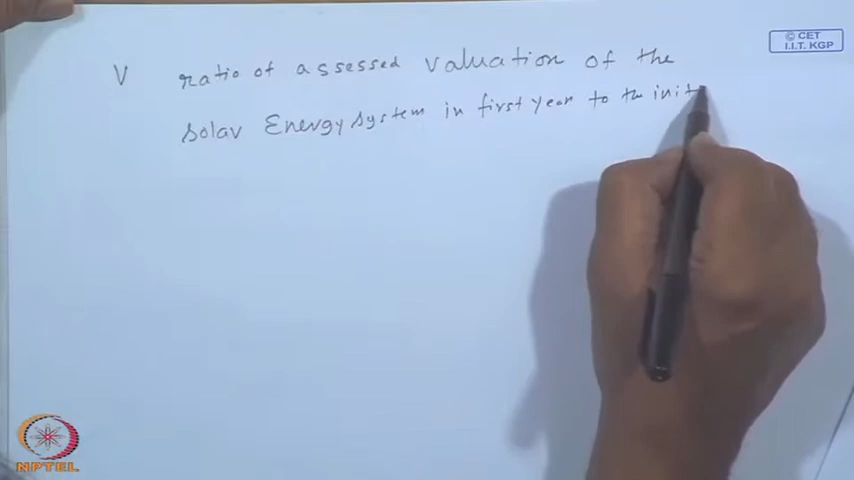 © CET
I.I.T. KGP
V ratio of assessed valuation of the
solar Energy system in first year to the init
NPTEL